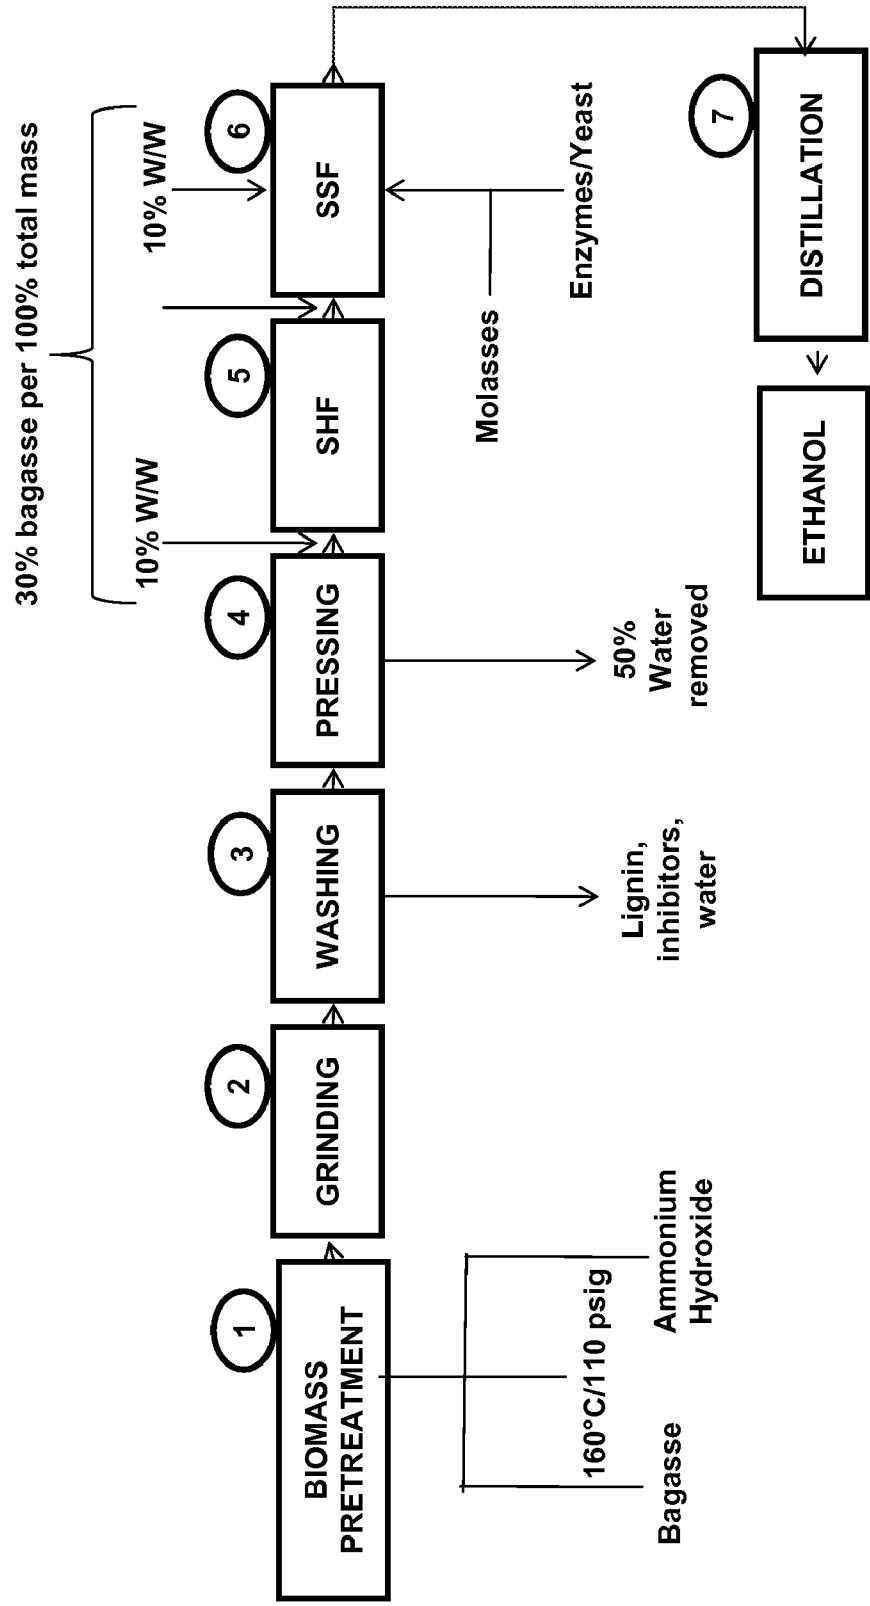 30% bagasse per 100% total mass
10% W/W
10% W/W
1
2
3
4
5
6
BIOMASS
PRETREATMENT
GRINDING
WASHING
PRESSING
SHF
SSF
Bagasse
160°C/110 psig
Ammonium
Hydroxide
Lignin,
inhibitors,
water
50%
Water
removed
Molasses
Enzymes/Yeast
7
DISTILLATION
ETHANOL